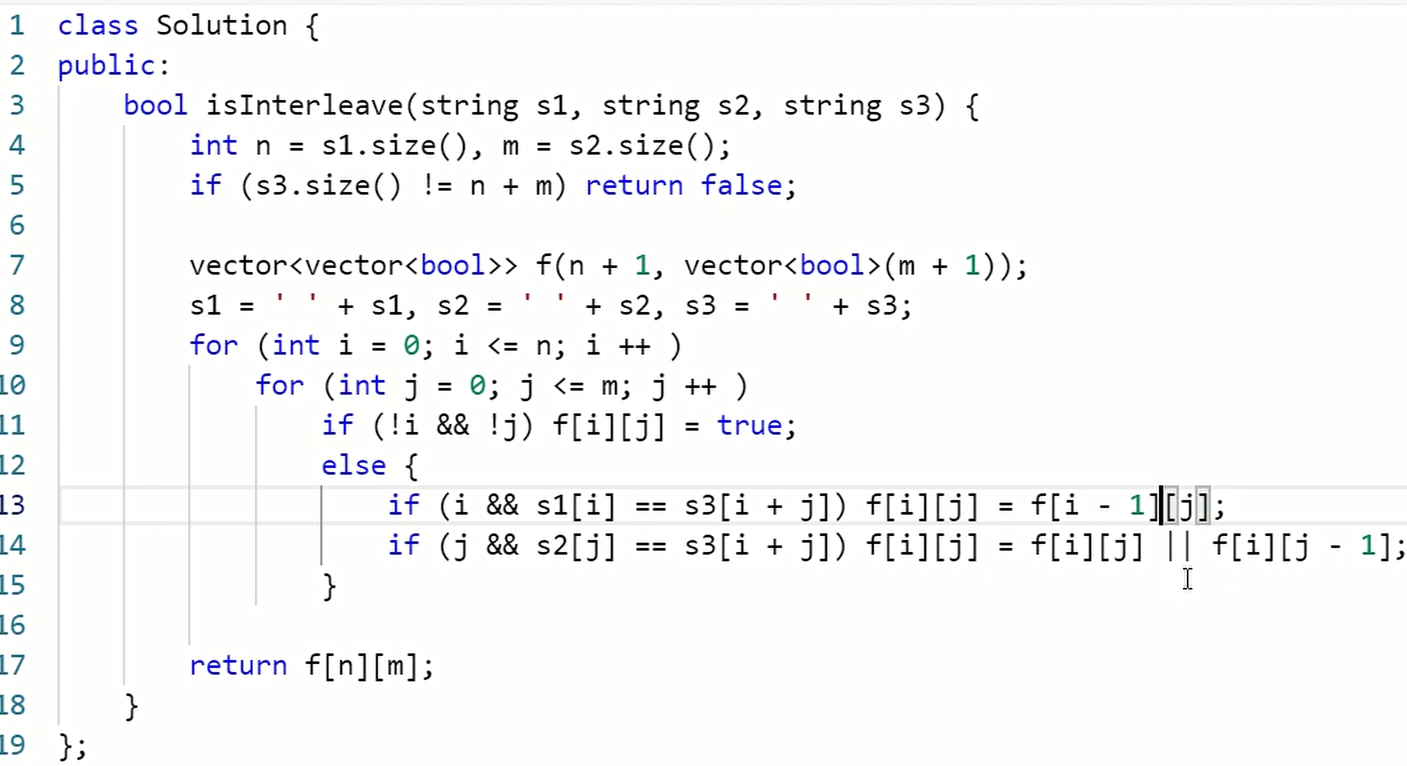 1 class Solution {
2 public:
3     bool isInterleave(string s1, string s2, string s3) {
4         int n = s1.size(), m = s2.size();
5         if (s3.size() != n + m) return false;
6
7         vector<vector<bool>> f(n + 1, vector<bool>(m + 1));
8         s1 = ' ' + s1, s2 = ' ' + s2, s3 = ' ' + s3;
9         for (int i = 0; i <= n; i ++ )
10             for (int j = 0; j <= m; j ++ )
11                 if (!i && !j) f[i][j] = true;
12                 else {
13                     if (i && s1[i] == s3[i + j]) f[i][j] = f[i - 1][j];
14                     if (j && s2[j] == s3[i + j]) f[i][j] = f[i][j] || f[i][j - 1];
15                 }
16
17         return f[n][m];
18     }
19 };